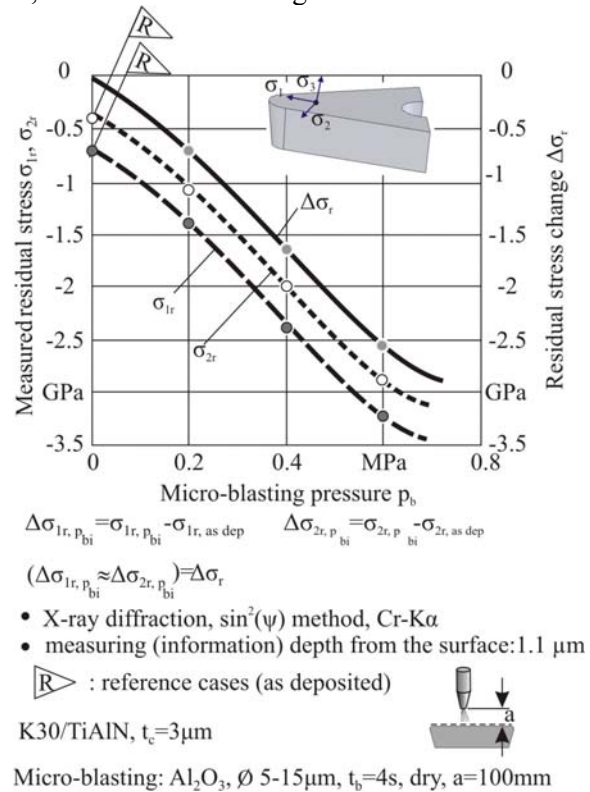 R
R
0 0
-0.5 -0.5
-1 -1
-1.5 -1.5
-2 -2
-2.5 -2.5
GPa GPa
-3.5 -3.5
Measured residual stress σ1r, σ2r
Residual stress change Δσr
σ1 σ3
σ2
Δσr
σ1r
σ2r
0 0.2 0.4 MPa 0.8
Micro-blasting pressure pb
Δσ1r, pbi=σ1r, pbi-σ1r, as dep Δσ2r, pbi=σ2r, pbi-σ2r, as dep
(Δσ1r, pbi≈Δσ2r, pbi)=Δσr
• X-ray diffraction, sin²(ψ) method, Cr-Kα
• measuring (information) depth from the surface:1.1 µm
R : reference cases (as deposited)
a
K30/TiAlN, tc=3µm
Micro-blasting: Al2O3, Ø 5-15µm, tb=4s, dry, a=100mm